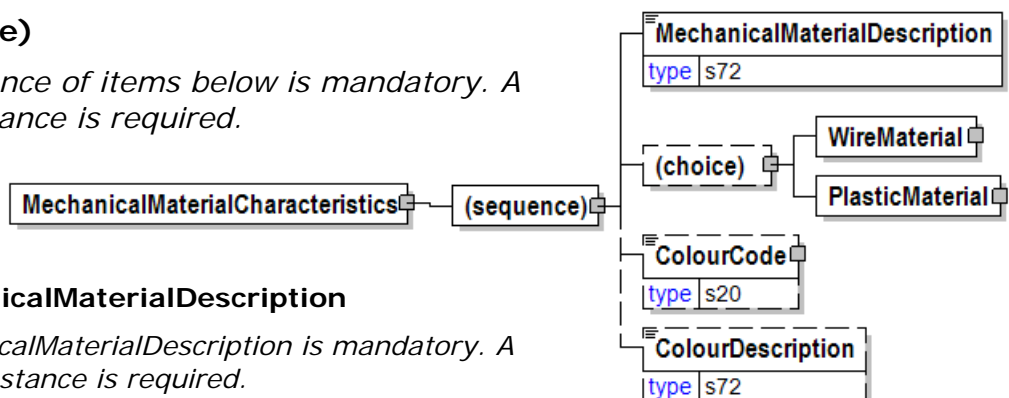 e)
nce of items below is mandatory. A
ance is required.
icalMaterialDescription
calMaterialDescription is mandatory. A
stance is required.
MechanicalMaterialCharacteristics
(sequence)
MechanicalMaterialDescription
type s72
(choice)
WireMaterial
PlasticMaterial
ColourCode
type s20
ColourDescription
type s72